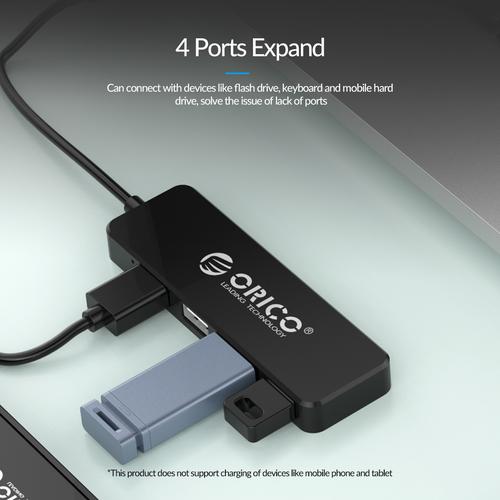 4 Ports Expand
Can connect with devices like flash drive, keyboard and mobile hard
drive, solve the issue of lack of ports
ORICO®
LEADING TECHNOLOGY
*This product does not support charging of devices like mobile phone and tablet